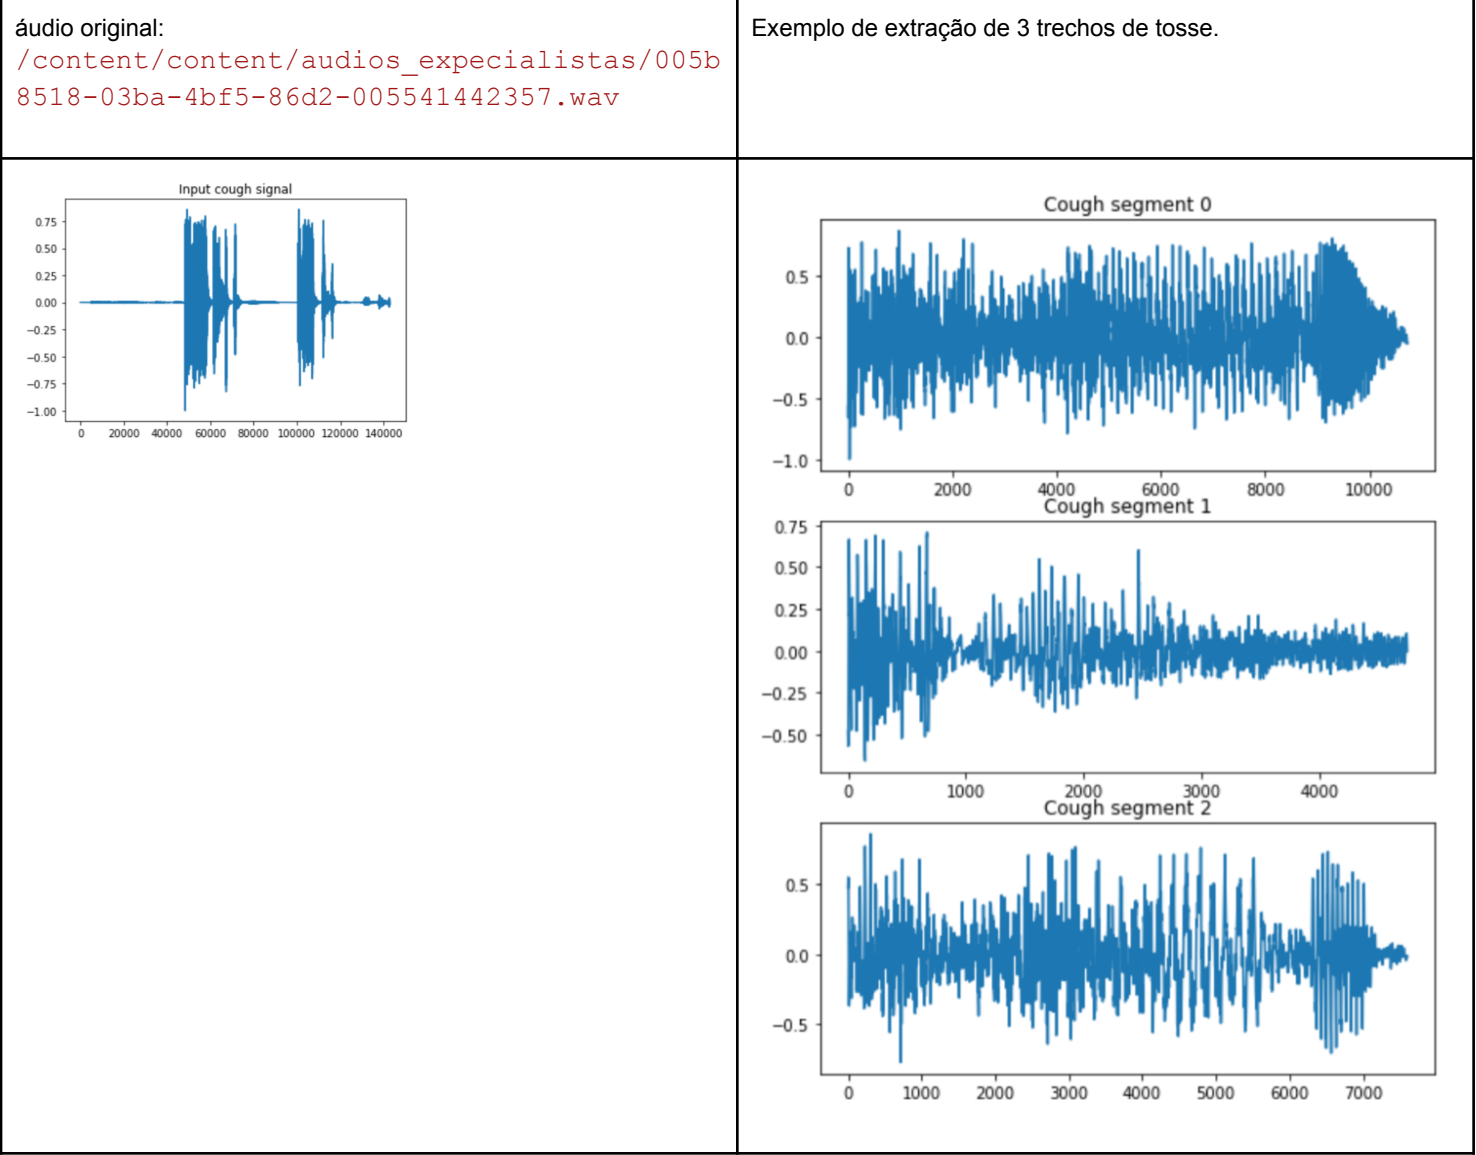 áudio original:
/content/content/audios_expecialistas/005b
8518-03ba-4bf5-86d2-005541442357.wav
Exemplo de extração de 3 trechos de tosse.
Input cough signal
0.75
0.50
0.25
0.00
−0.25
−0.50
−0.75
−1.00
0 20000 40000 60000 80000 100000 120000 140000
Cough segment 0
0.5
0.0
−0.5
−1.0
0 2000 4000 6000 8000 10000
Cough segment 1
0.75
0.50
0.25
0.00
−0.25
−0.50
0 1000 2000 3000 4000
Cough segment 2
0.5
0.0
−0.5
0 1000 2000 3000 4000 5000 6000 7000